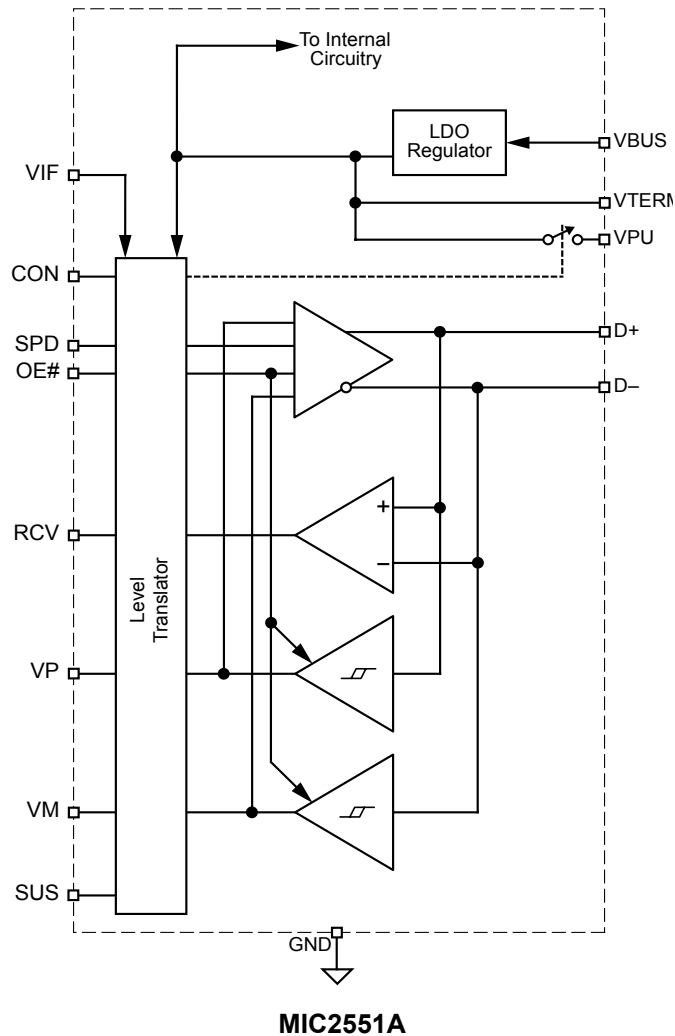 To Internal
Circuitry
LDO
Regulator
VBUS
VIF
VTERM
VPU
CON
SPD
D+
OE#
D–
RCV
+
–
Level
Translator
VP
VM
SUS
GND
MIC2551A